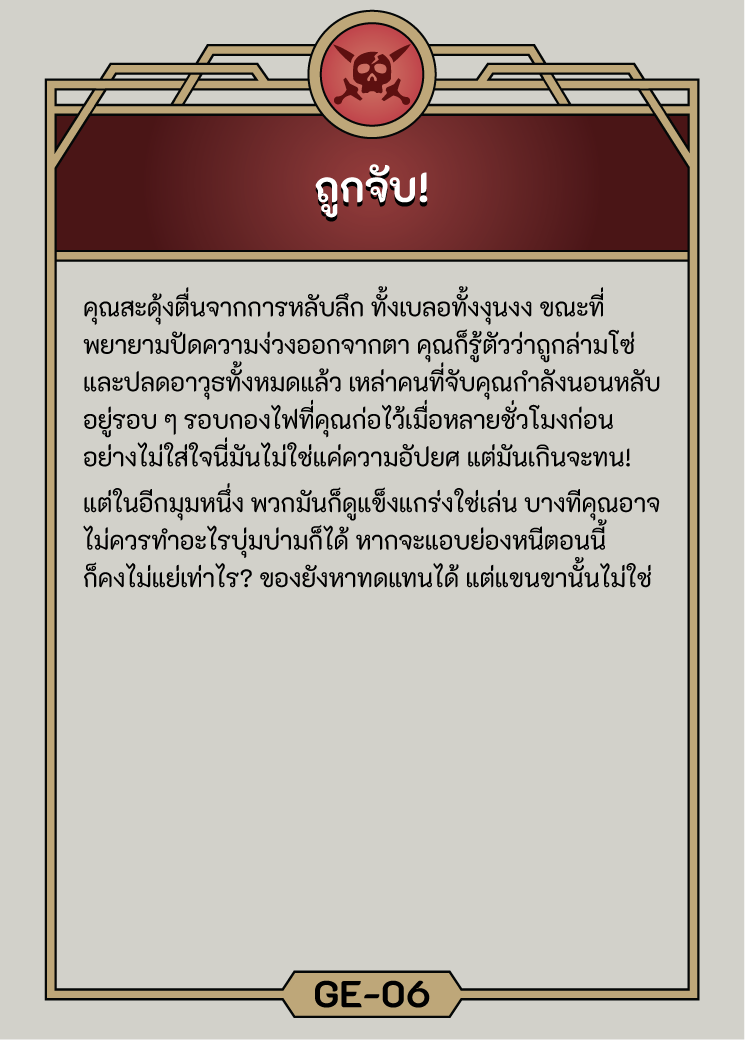 ถูกจับ!
คุณสะดุ้งตื่นจากการหลับลึก ทั้งเบลอทั้งงุนงง ขณะที่
พยายามปัดความง่วงออกจากตา คุณก็รู้ตัวว่าถูกล่ามโซ่
และปลดอาวุธทั้งหมดแล้ว เหล่าคนที่จับคุณกำลังนอนหลับ
อยู่รอบ ๆ รอบกองไฟที่คุณก่อไว้เมื่อหลายชั่วโมงก่อน
อย่างไม่ใส่ใจนี่มันไม่ใช่แค่ความอัปยศ แต่มันเกินจะทน!
แต่ในอีกมุมหนึ่ง พวกมันก็ดูแข็งแกร่งใช่เล่น บางทีคุณอาจ
ไม่ควรทำอะไรบุ่มบ่ามก็ได้ หากจะแอบย่องหนีตอนนี้
ก็คงไม่แย่เท่าไร? ของยังหาทดแทนได้ แต่แขนขานั้นไม่ใช่
GE-06